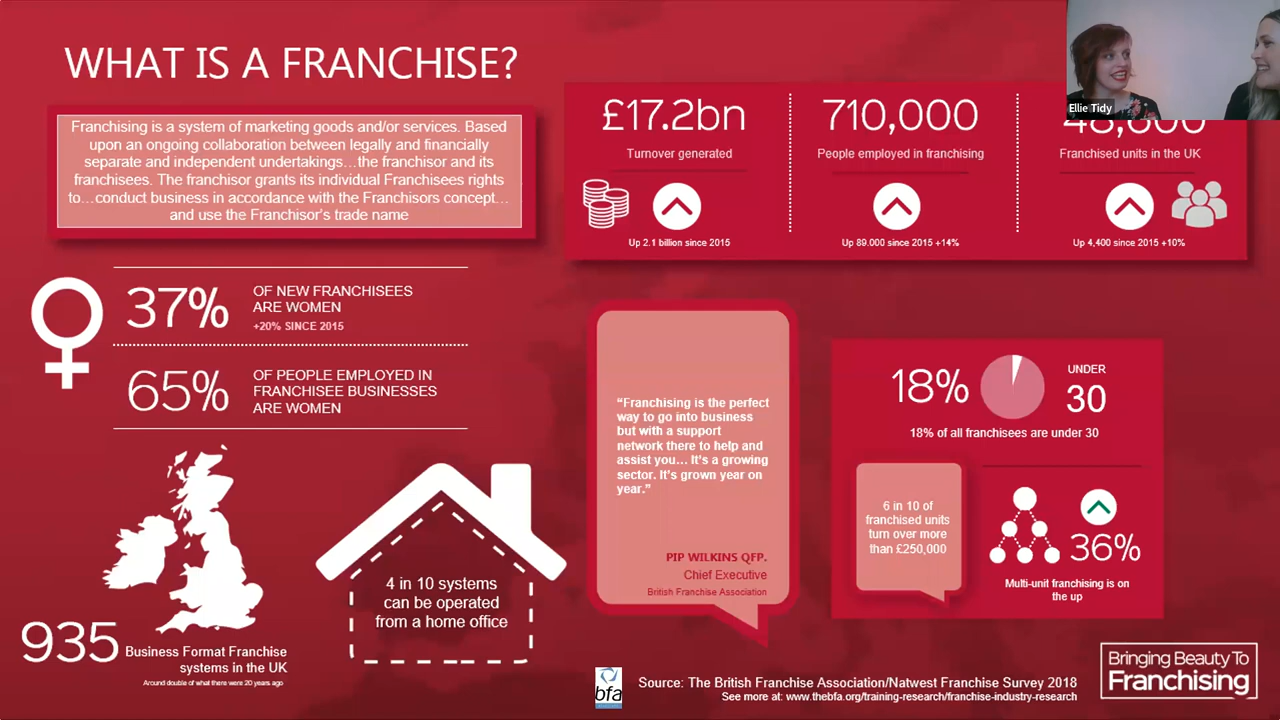 WHAT IS A FRANCHISE?
Franchising is a system of marketing goods and/or services. Based
upon an ongoing collaboration between legally and financially
separate and independent undertakings…the franchisor and its
franchisees. The franchisor grants its individual Franchisees rights
to…conduct business in accordance with the Franchisors concept…
and use the Franchisor's trade name
£17.2bn
Turnover generated
Up 2.1 billion since 2015
710,000
People employed in franchising
Up 89.000 since 2015 +14%
Ellie Tidy
Franchised units in the UK
Up 4,400 since 2015 +10%
37%
OF NEW FRANCHISEES
ARE WOMEN
+20% SINCE 2015
65%
OF PEOPLE EMPLOYED IN
FRANCHISEE BUSINESSES
ARE WOMEN
935
Business Format Franchise
systems in the UK
Around double of what there were 20 years ago
4 in 10 systems
can be operated
from a home office
“Franchising is the perfect
way to go into business
but with a support
network there to help and
assist you… It's a growing
sector. It's grown year on
year.”
PIP WILKINS QFP.
Chief Executive
British Franchise Association
18%
UNDER
30
18% of all franchisees are under 30
6 in 10 of
franchised units
turn over more
than £250,000
36%
Multi-unit franchising is on
the up
bfa
Source: The British Franchise Association/Natwest Franchise Survey 2018
See more at: www.thebfa.org/training-research/franchise-industry-research
Bringing Beauty To
Franchising